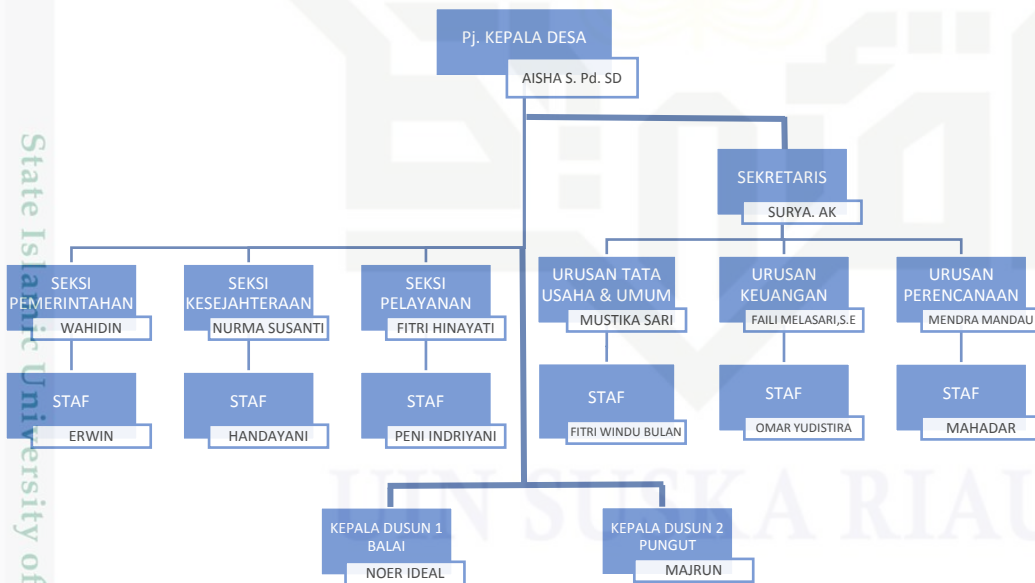 Pj. KEPALA DESA
AISHA S. Pd. SD
SEKRETARIS
SURYA. AK
SEKSI
PEMERINTAHAN
WAHIDIN
SEKSI
KESEJAHTERAAN
NURMA SUSANTI
SEKSI
PELAYANAN
FITRI HINAYATI
URUSAN TATA
USAHA & UMUM
MUSTIKA SARI
URUSAN
KEUANGAN
FAILI MELASARI,S.E
URUSAN
PERENCANAAN
MENDRA MANDAU
STAF
ERWIN
STAF
HANDAYANI
STAF
PENI INDRIYANI
STAF
FITRI WINDU BULAN
STAF
OMAR YUDISTIRA
STAF
MAHADAR
KEPALA DUSUN 1
BALAI
NOER IDEAL
KEPALA DUSUN 2
PUNGUT
MAJRUN
State Islamic University of
UIN SUSKA RIAU